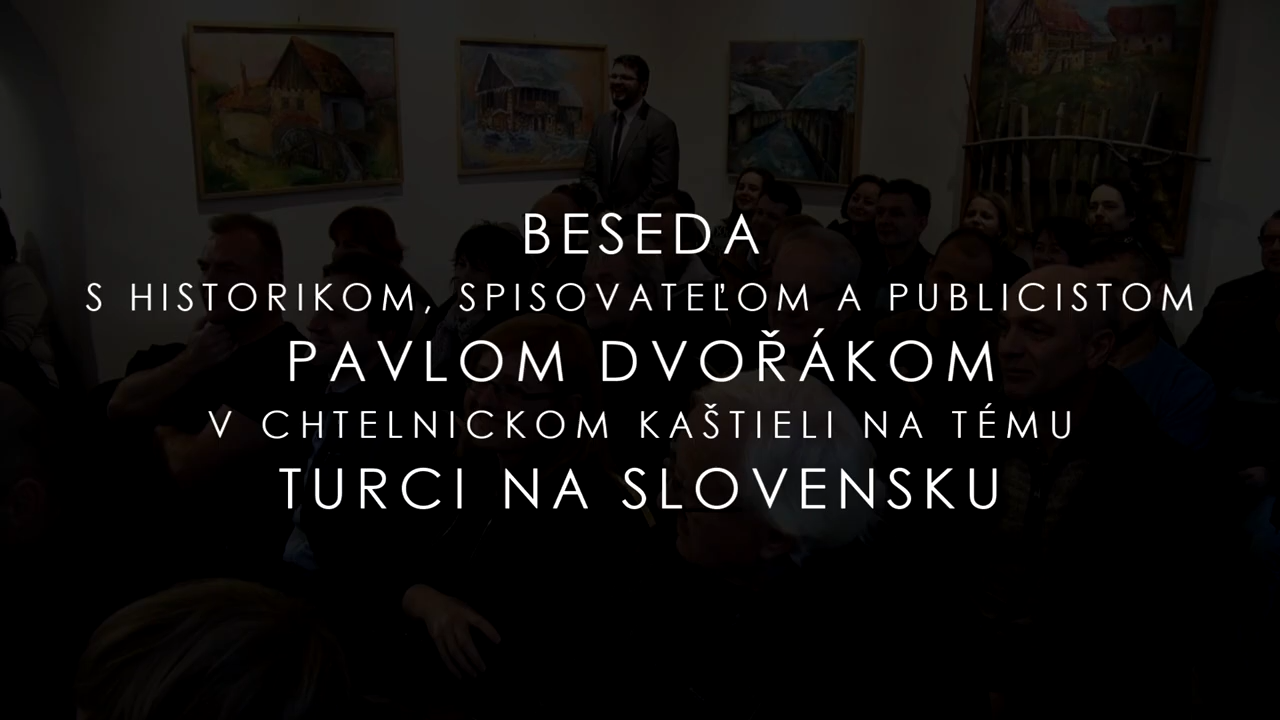 BESEDA
S HISTORIKOM, SPISOVATEĽOM A PUBLICISTOM
PAVLOM DVOŘÁKOM
V CHTELNICKOM KAŠTIELI NA TÉMU
TURCI NA SLOVENSKU